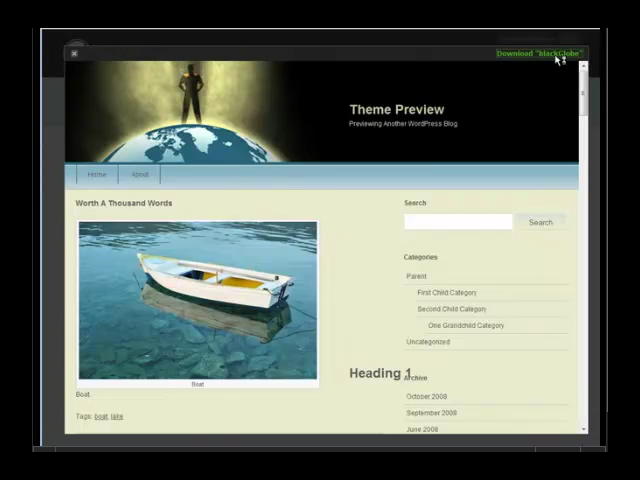 Download "blackGlobe"
Theme Preview
Previewing Another WordPress Blog
Home
About
Worth A Thousand Words
Boat
Boat.
Tags: boat, lake
Search
Search
Categories
Parent
First Child Category
Second Child Category
One Grandchild Category
Uncategorized
Heading 1
Archive
October 2008
September 2008
June 2008